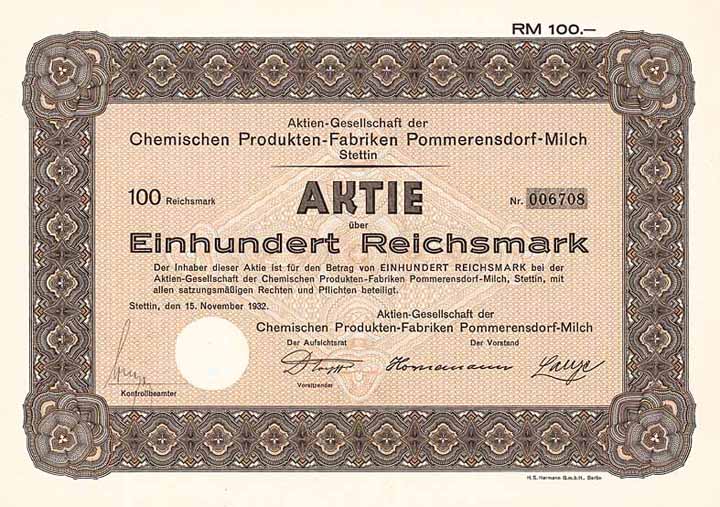 RM 100.—
Aktien-Gesellschaft der
Chemischen Produkten-Fabriken Pommerensdorf-Milch
Stettin
100 Reichsmark AKTIE Nr. 006708
über
Einhundert Reichsmark
Der Inhaber dieser Aktie ist für den Betrag von EINHUNDERT REICHSMARK bei der
Aktien-Gesellschaft der Chemischen Produkten-Fabriken Pommerensdorf-Milch, Stettin, mit
allen satzungsmäßigen Rechten und Pflichten beteiligt.
Stettin, den 15. November 1932.
Aktien-Gesellschaft der
Chemischen Produkten-Fabriken Pommerensdorf-Milch
Der Aufsichtsrat Der Vorstand
Vorsitzender
Kontrollbeamter
H. S. Hermann G.m.b.H., Berlin